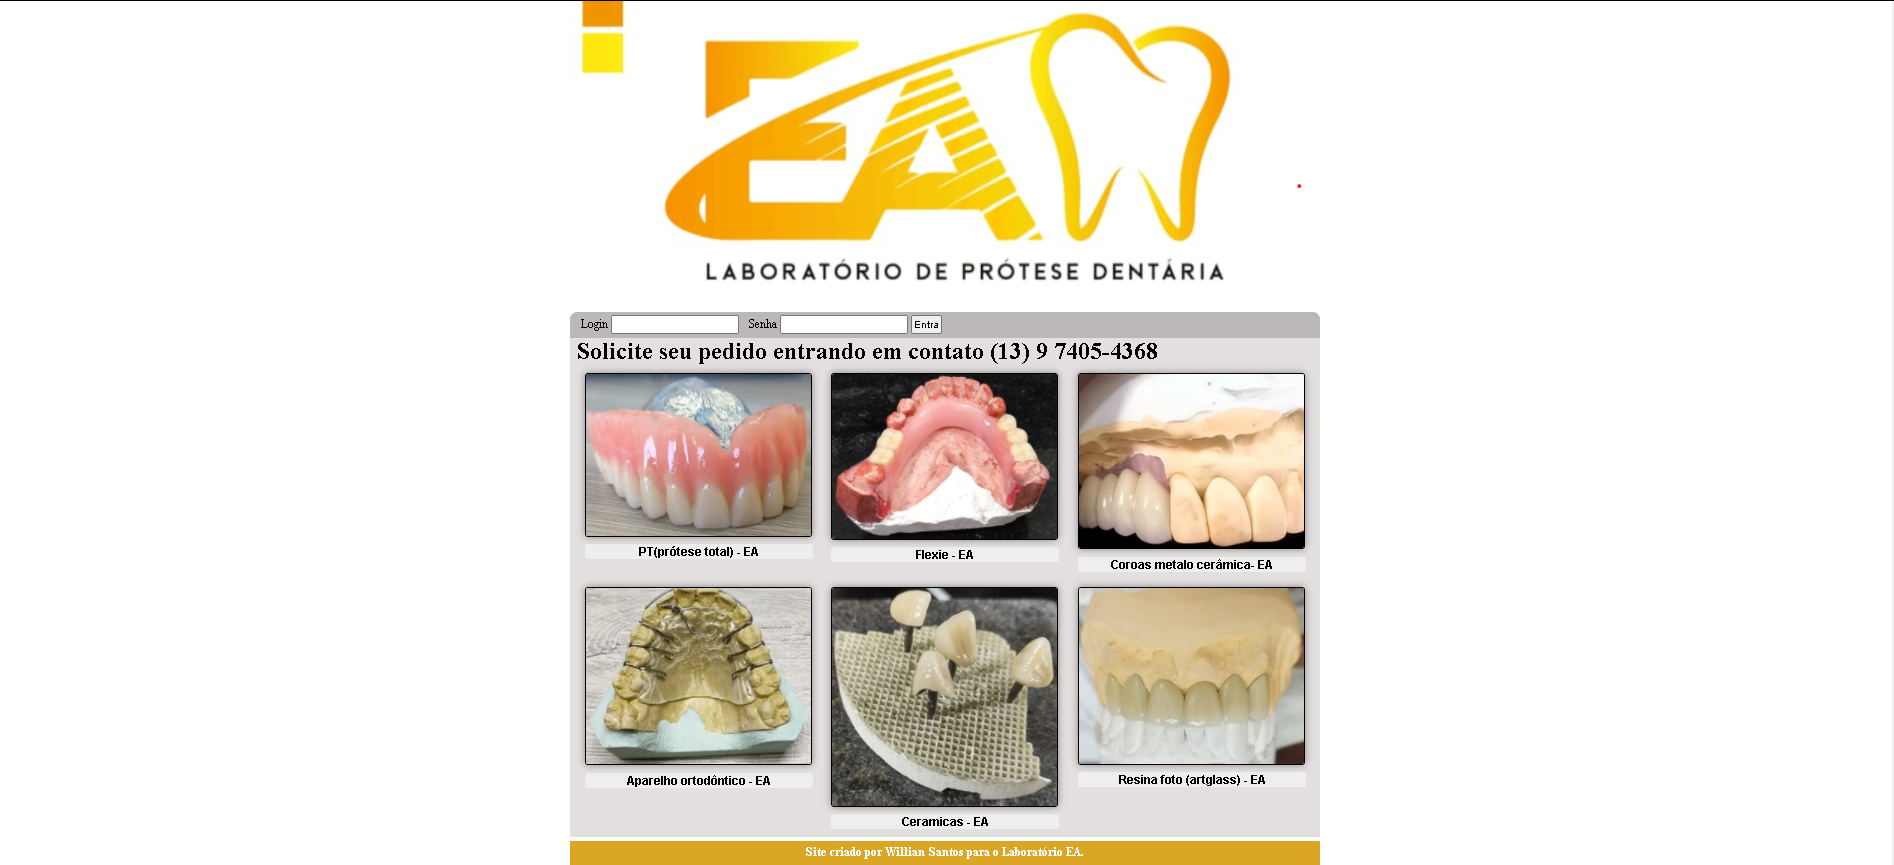 EA
LABORATÓRIO DE PRÓTESE DENTÁRIA
Login Senha Entra
Solicite seu pedido entrando em contato (13) 9 7405-4368
PT(prótese total) - EA
Flexie - EA
Coroas metalo cerâmica- EA
Aparelho ortodôntico - EA
Ceramicas - EA
Resina foto (artglass) - EA
Site criado por Willian Santos para o Laboratório EA.